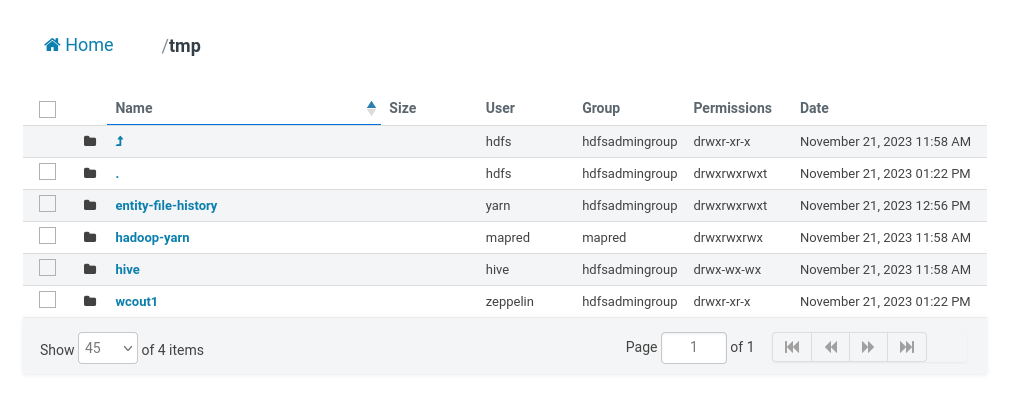 Home /tmp
Name Size User Group Permissions Date
hdfs hdfsadmingroup drwxr-xr-x November 21, 2023 11:58 AM
. hdfs hdfsadmingroup drwxrwxrwxt November 21, 2023 01:22 PM
entity-file-history yarn hdfsadmingroup drwxrwxrwxt November 21, 2023 12:56 PM
hadoop-yarn mapred mapred drwxrwxrwx November 21, 2023 11:58 AM
hive hive hdfsadmingroup drwx-wx-wx November 21, 2023 11:58 AM
wcout1 zeppelin hdfsadmingroup drwxr-xr-x November 21, 2023 01:22 PM
Show 45 of 4 items Page 1 of 1